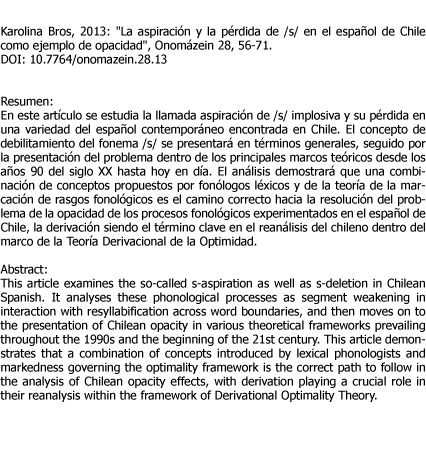 Karolina Bros, 2013: "La aspiración y la pérdida de /s/ en el español de Chile
como ejemplo de opacidad", Onomázein 28, 56-71.
DOI: 10.7764/onomazein.28.13
Resumen:
En este artículo se estudia la llamada aspiración de /s/ implosiva y su pérdida en
una variedad del español contemporáneo encontrada en Chile. El concepto de
debilitamiento del fonema /s/ se presentará en términos generales, seguido por
la presentación del problema dentro de los principales marcos teóricos desde los
años 90 del siglo XX hasta hoy en día. El análisis demostrará que una combi-
nación de conceptos propuestos por fonólogos léxicos y de la teoría de la mar-
cación de rasgos fonológicos es el camino correcto hacia la resolución del prob-
lema de la opacidad de los procesos fonológicos experimentados en el español de
Chile, la derivación siendo el término clave en el reanálisis del chileno dentro del
marco de la Teoría Derivacional de la Optimidad.
Abstract:
This article examines the so-called s-aspiration as well as s-deletion in Chilean
Spanish. It analyses these phonological processes as segment weakening in
interaction with resyllabification across word boundaries, and then moves on to
the presentation of Chilean opacity in various theoretical frameworks prevailing
throughout the 1990s and the beginning of the 21st century. This article demon-
strates that a combination of concepts introduced by lexical phonologists and
markedness governing the optimality framework is the correct path to follow in
the analysis of Chilean opacity effects, with derivation playing a crucial role in
their reanalysis within the framework of Derivational Optimality Theory.